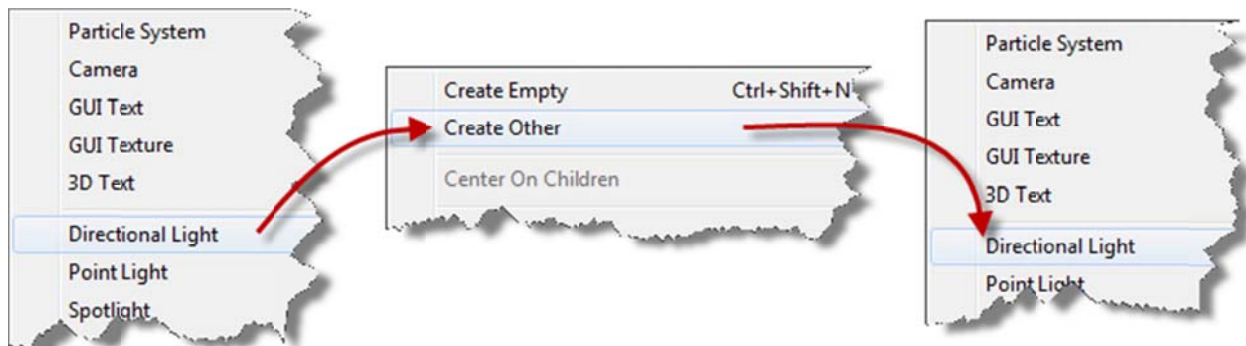 Particle System
Camera
GUI Text
GUI Texture
3D Text
Directional Light
Point Light
Spotlight
Create Empty Ctrl+Shift+N
Create Other
Center On Children
Particle System
Camera
GUI Text
GUI Texture
3D Text
Directional Light
Point Light